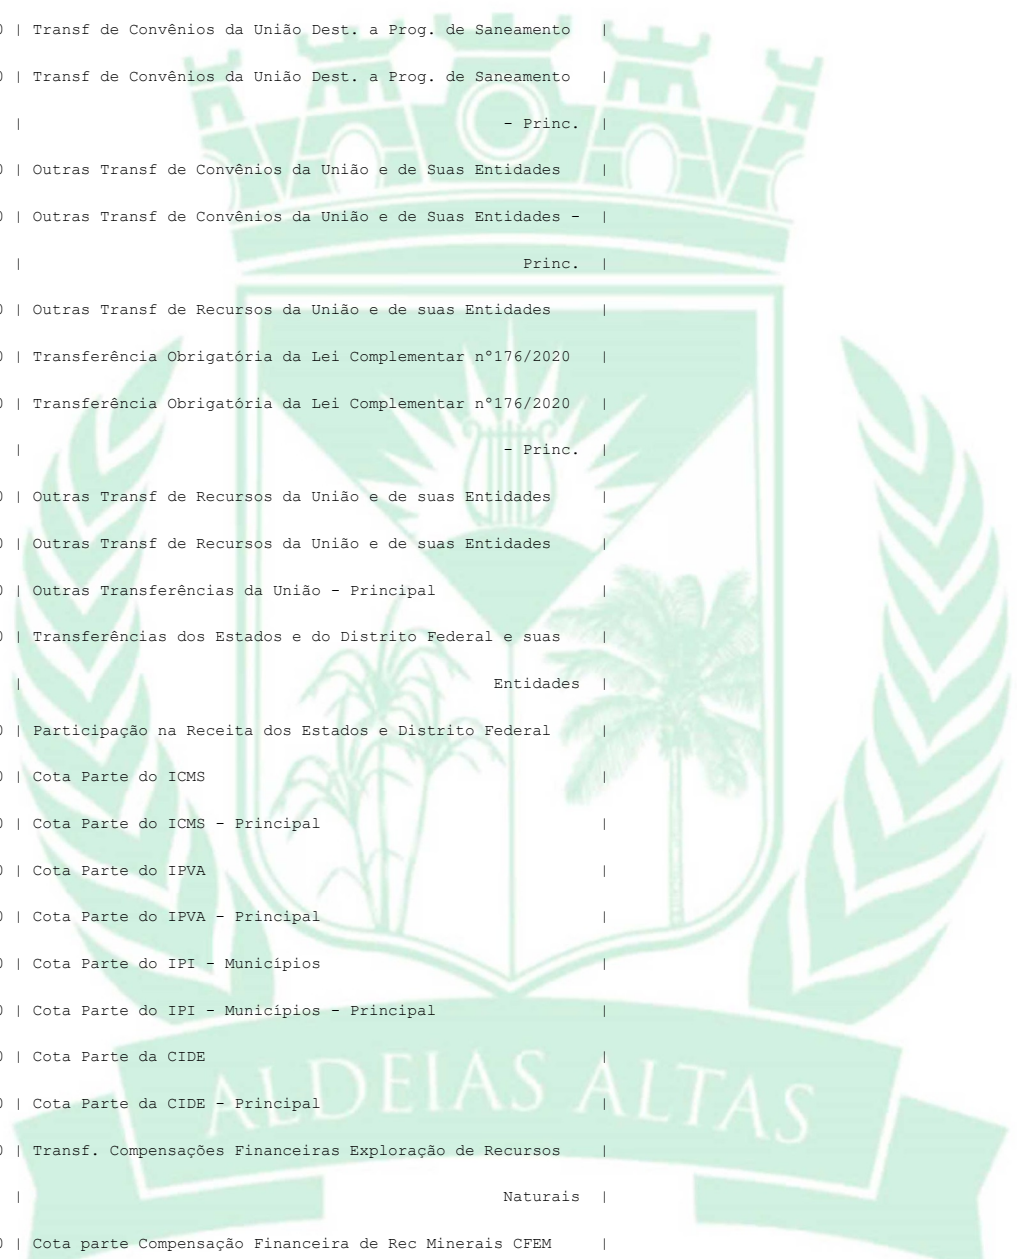 0 | Transf de Convênios da União Dest. a Prog. de Saneamento |
0 | Transf de Convênios da União Dest. a Prog. de Saneamento |
| - Princ. |
0 | Outras Transf de Convênios da União e de Suas Entidades |
0 | Outras Transf de Convênios da União e de Suas Entidades - |
| Princ. |
0 | Outras Transf de Recursos da União e de suas Entidades |
0 | Transferência Obrigatória da Lei Complementar nº176/2020 |
0 | Transferência Obrigatória da Lei Complementar nº176/2020 |
| - Princ. |
0 | Outras Transf de Recursos da União e de suas Entidades |
0 | Outras Transf de Recursos da União e de suas Entidades |
0 | Outras Transferências da União - Principal |
0 | Transferências dos Estados e do Distrito Federal e suas |
| Entidades |
0 | Participação na Receita dos Estados e Distrito Federal |
0 | Cota Parte do ICMS |
0 | Cota Parte do ICMS - Principal |
0 | Cota Parte do IPVA |
0 | Cota Parte do IPVA - Principal |
0 | Cota Parte do IPI - Municípios |
0 | Cota Parte do IPI - Municípios - Principal |
0 | Cota Parte da CIDE |
0 | Cota Parte da CIDE - Principal |
ALDEIAS ALTAS
0 | Transf. Compensações Financeiras Exploração de Recursos |
| Naturais |
0 | Cota parte Compensação Financeira de Rec Minerais CFEM |